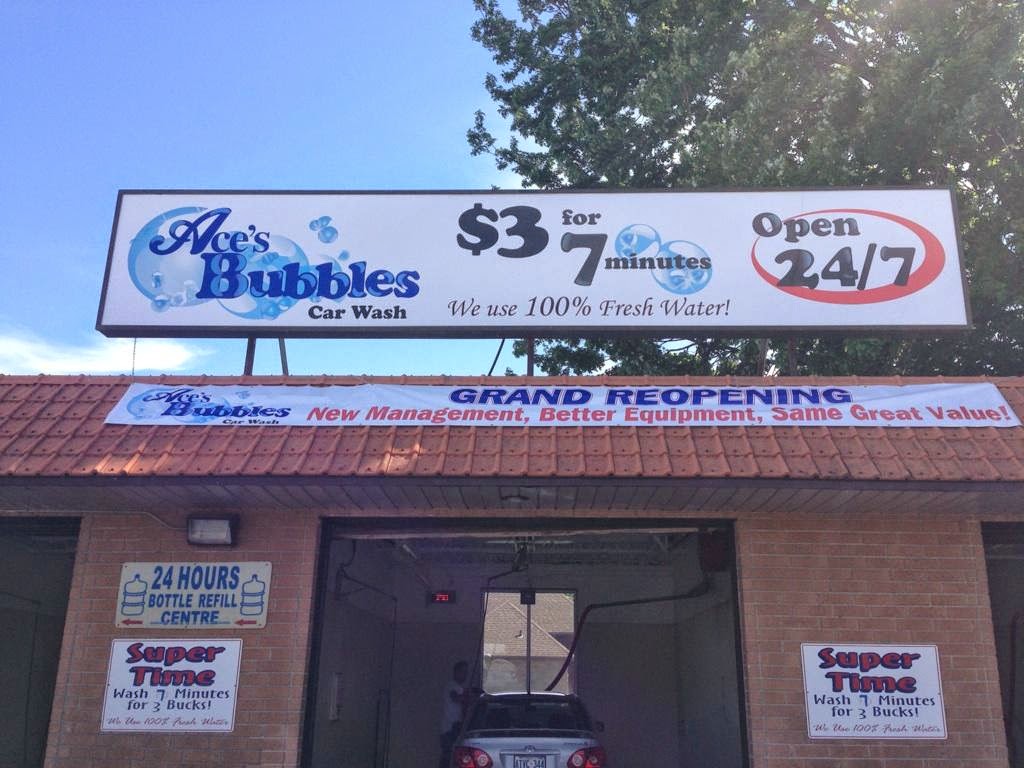 Ace's
Bubbles
Car Wash
$3 for
7 minutes
We use 100% Fresh Water!
Open
24/7
Ace's
Bubbles
Car Wash
GRAND REOPENING
New Management, Better Equipment, Same Great Value!
24 HOURS
BOTTLE REFILL
CENTRE
Super
Time
Wash 7 Minutes
for 3 Bucks!
We Use 100% Fresh Water
Super
Time
Wash 7 Minutes
for 3 Bucks!
We Use 100% Fresh Water
ATVC·344